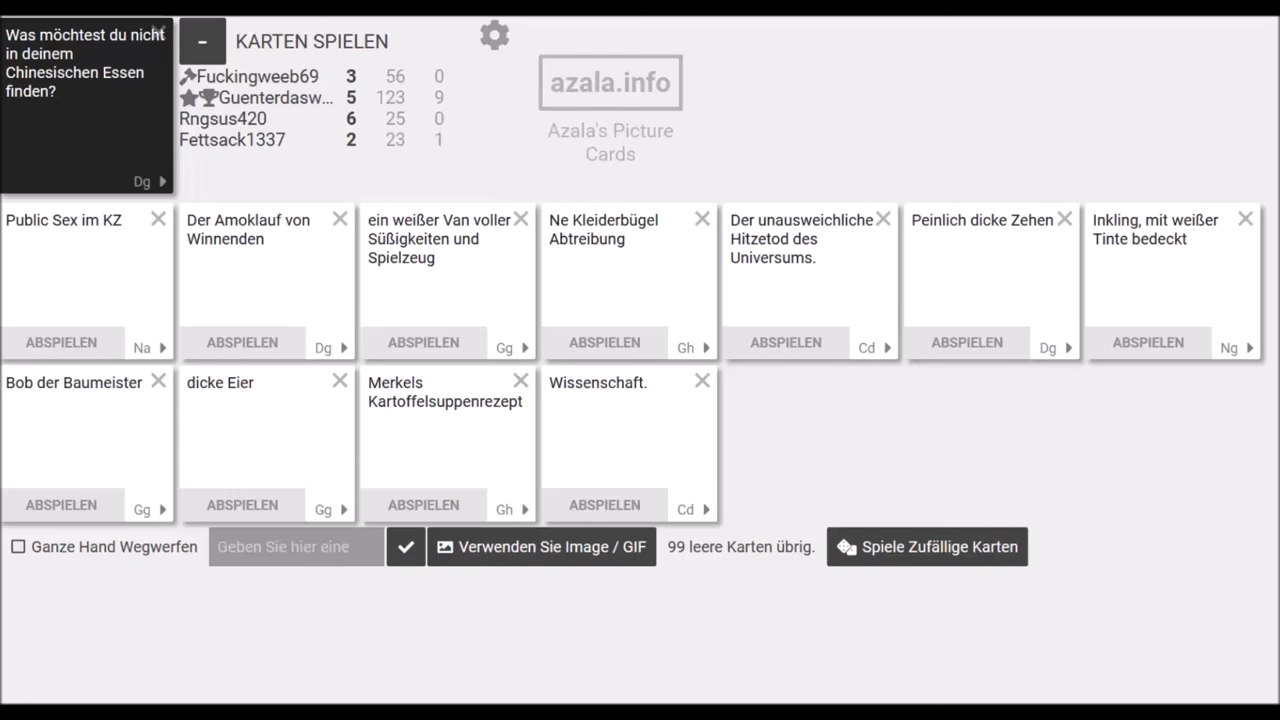 Was möchtest du nicht
in deinem
Chinesischen Essen
finden?
Dg
-
KARTEN SPIELEN
Fuckingweeb69 3 56 0
Guenterdasw... 5 123 9
Rngsus420 6 25 0
Fettsack1337 2 23 1
azala.info
Azala's Picture
Cards
Public Sex im KZ
ABSPIELEN
Na
Der Amoklauf von
Winnenden
ABSPIELEN
Dg
ein weißer Van voller
Süßigkeiten und
Spielzeug
ABSPIELEN
Gg
Ne Kleiderbügel
Abtreibung
ABSPIELEN
Gh
Der unausweichliche
Hitzetod des
Universums.
ABSPIELEN
Cd
Peinlich dicke Zehen
ABSPIELEN
Dg
Inkling, mit weißer
Tinte bedeckt
ABSPIELEN
Ng
Bob der Baumeister
ABSPIELEN
Gg
dicke Eier
ABSPIELEN
Gg
Merkels
Kartoffelsuppenrezept
ABSPIELEN
Gh
Wissenschaft.
ABSPIELEN
Cd
Ganze Hand Wegwerfen
Geben Sie hier eine
Verwenden Sie Image / GIF
99 leere Karten übrig.
Spiele Zufällige Karten